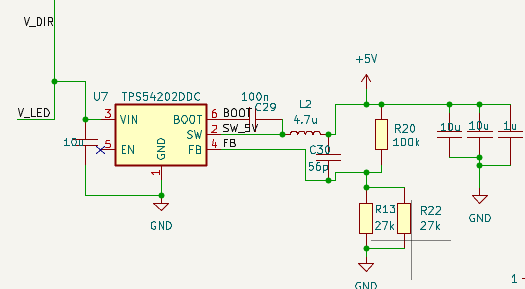 V_DIR
+5V
U7 TPS54202DDC
100n
C29
V_LED
3 VIN
BOOT 6 BOOT
SW 2 SW_5V
FB 4 FB
5 EN
GND
1
L2
4.7u
C30
56p
R20
100k
10u
10u
1u
GND
R13
27k
R22
27k
GND
GND
1